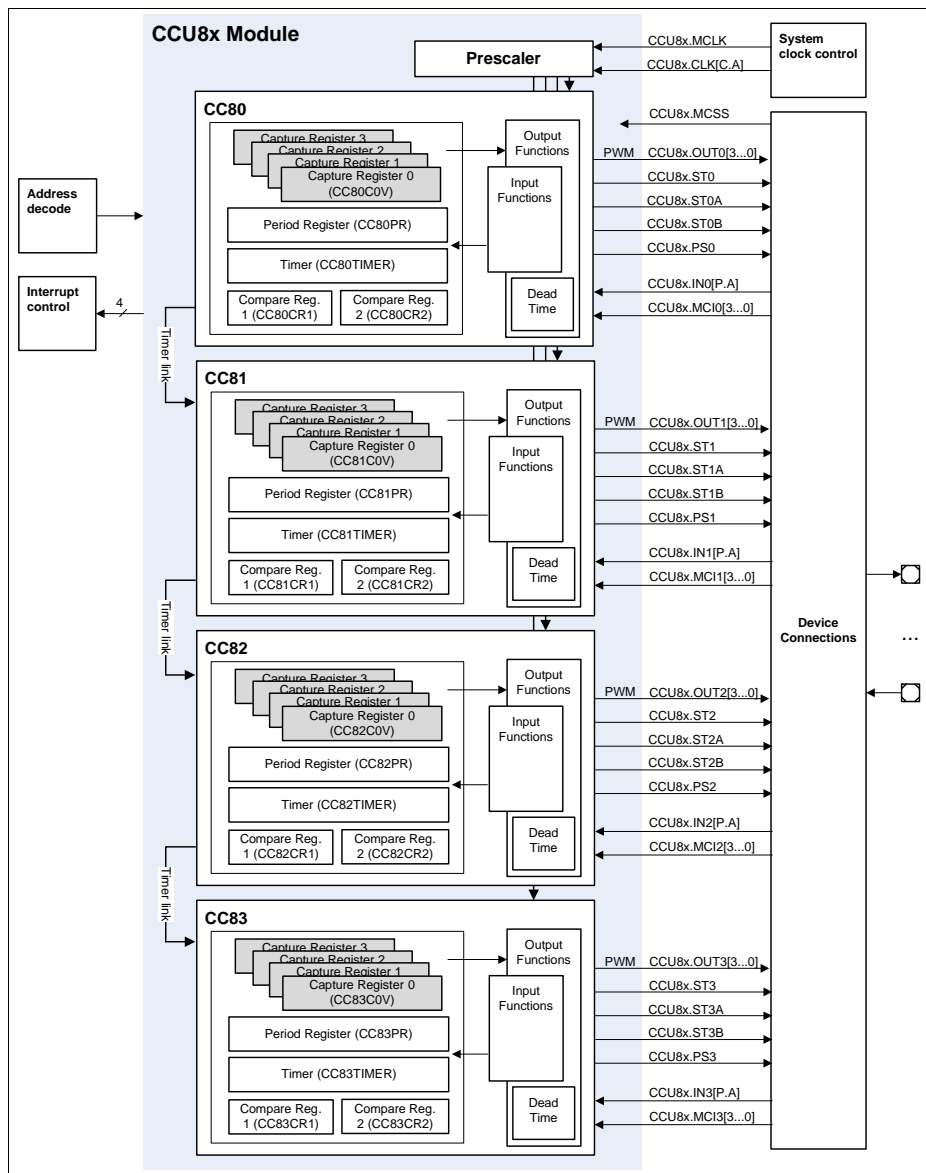 CCU8x Module
Prescaler
CCU8x.MCLK
CCU8x.CLK[C.A]
System
clock control
CCU8x.MCSS
Address
decode
Interrupt
control
4
CC80
Capture Register 3
Capture Register 2
Capture Register 1
Capture Register 0
(CC80C0V)
Period Register (CC80PR)
Timer (CC80TIMER)
Compare Reg.
1 (CC80CR1)
Compare Reg.
2 (CC80CR2)
Output
Functions
Input
Functions
Dead
Time
PWM
CCU8x.OUT0[3...0]
CCU8x.ST0
CCU8x.ST0A
CCU8x.ST0B
CCU8x.PS0
CCU8x.IN0[P.A]
CCU8x.MCI0[3...0]
Timer link
CC81
Capture Register 3
Capture Register 2
Capture Register 1
Capture Register 0
(CC81C0V)
Period Register (CC81PR)
Timer (CC81TIMER)
Compare Reg.
1 (CC81CR1)
Compare Reg.
2 (CC81CR2)
Output
Functions
Input
Functions
Dead
Time
PWM
CCU8x.OUT1[3...0]
CCU8x.ST1
CCU8x.ST1A
CCU8x.ST1B
CCU8x.PS1
CCU8x.IN1[P.A]
CCU8x.MCI1[3...0]
Device
Connections
...
Timer link
CC82
Capture Register 3
Capture Register 2
Capture Register 1
Capture Register 0
(CC82C0V)
Period Register (CC82PR)
Timer (CC82TIMER)
Compare Reg.
1 (CC82CR1)
Compare Reg.
2 (CC82CR2)
Output
Functions
Input
Functions
Dead
Time
PWM
CCU8x.OUT2[3...0]
CCU8x.ST2
CCU8x.ST2A
CCU8x.ST2B
CCU8x.PS2
CCU8x.IN2[P.A]
CCU8x.MCI2[3...0]
Timer link
CC83
Capture Register 3
Capture Register 2
Capture Register 1
Capture Register 0
(CC83C0V)
Period Register (CC83PR)
Timer (CC83TIMER)
Compare Reg.
1 (CC83CR1)
Compare Reg.
2 (CC83CR2)
Output
Functions
Input
Functions
Dead
Time
PWM
CCU8x.OUT3[3...0]
CCU8x.ST3
CCU8x.ST3A
CCU8x.ST3B
CCU8x.PS3
CCU8x.IN3[P.A]
CCU8x.MCI3[3...0]